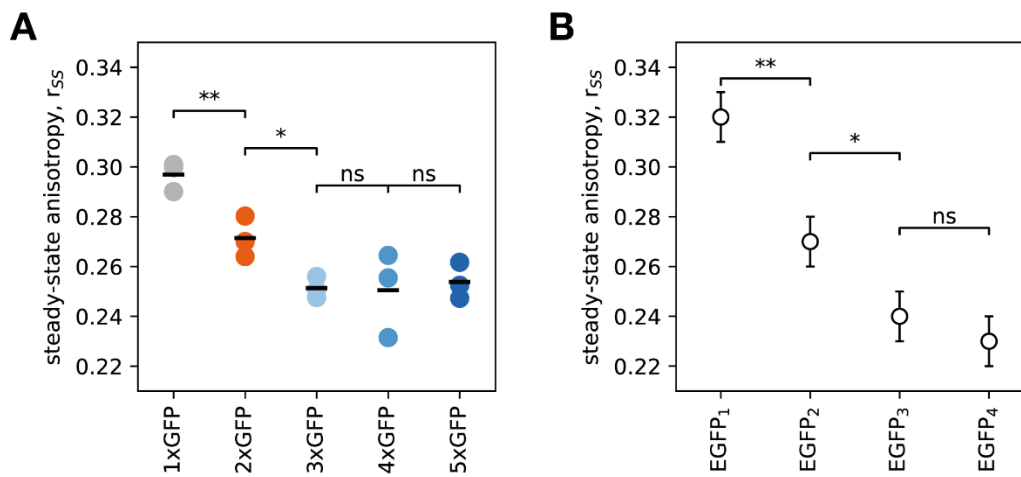 A
steady-state anisotropy, rSS
0.34
0.32
0.30
0.28
0.26
0.24
0.22
**
*
ns
ns
1xGFP
2xGFP
3xGFP
4xGFP
5xGFP
B
steady-state anisotropy, rSS
0.34
0.32
0.30
0.28
0.26
0.24
0.22
**
*
ns
EGFP1
EGFP2
EGFP3
EGFP4